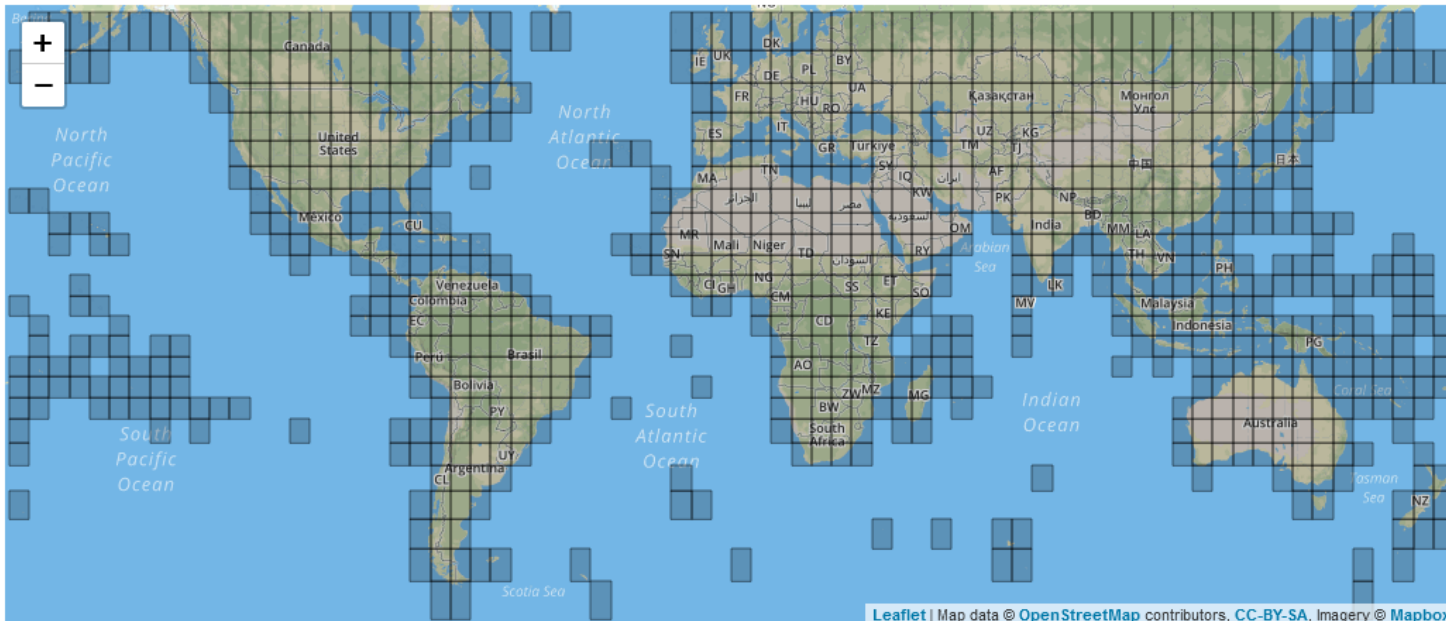 +
−
Canada
DK
IE
UK
PL
BY
DE
UA
FR
HU
RO
Қазақстан
Монгол
Улс
North
Pacific
Ocean
United
States
North
Atlantic
Ocean
ES
IT
GR
Türkiye
UZ
KG
TM
TJ
中国
日本
MA
TN
SY
IQ
ايران
AF
KW
PK
NP
BD
México
CU
الجزائر
ليبيا
مصر
السعودية
OM
India
MM
LA
MR
Mali
Niger
TD
السودان
RY
Arabian
Sea
TH
VN
PH
SN
Venezuela
CI
GH
NG
SS
ET
SO
LK
Colombia
CM
MV
Malaysia
EC
CD
KE
Indonesia
Perú
Brasil
TZ
PG
Bolivia
AO
ZW
MZ
MG
Coral Sea
PY
BW
South
Africa
Indian
Ocean
Australia
South
Pacific
Ocean
South
Atlantic
Ocean
UY
Argentina
CL
Tasman
Sea
NZ
Scotia Sea
Leaflet | Map data © OpenStreetMap contributors, CC-BY-SA, Imagery © Mapbox